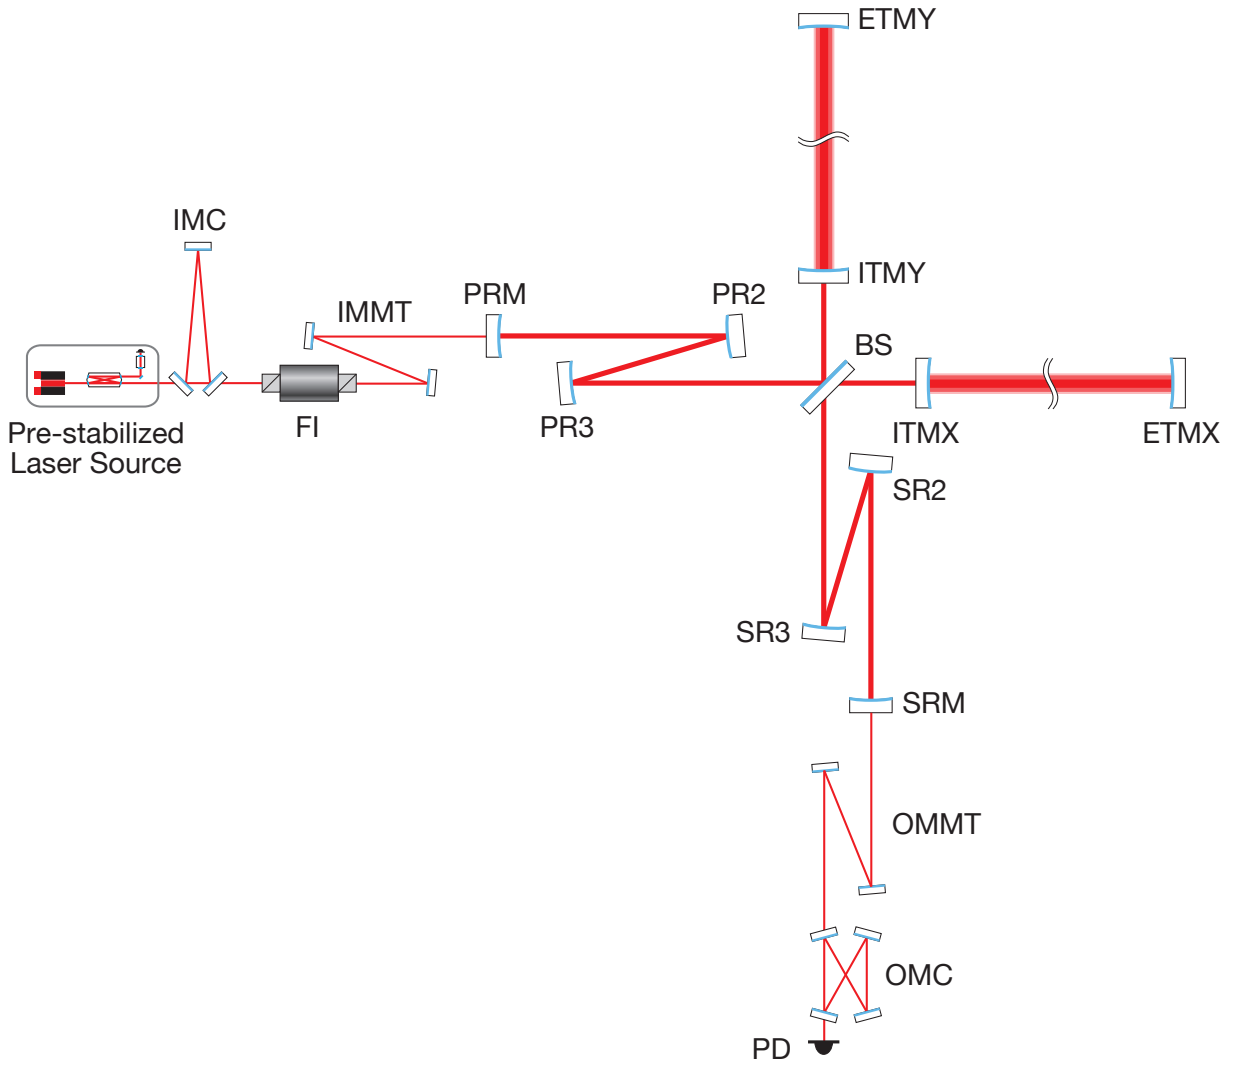 ETMY
IMC
ITMY
IMMT
PRM
PR2
BS
Pre-stabilized
Laser Source
FI
PR3
ITMX
ETMX
SR2
SR3
SRM
OMMT
OMC
PD